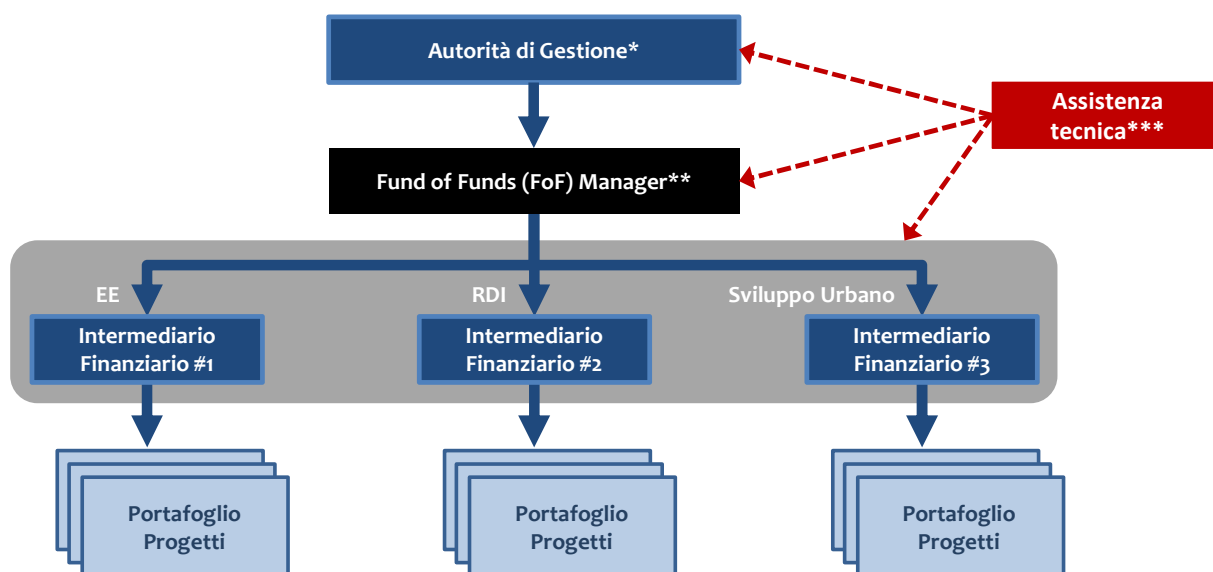 Autorità di Gestione*
Assistenza
tecnica***
Fund of Funds (FoF) Manager**
EE
RDI
Sviluppo Urbano
Intermediario
Finanziario #1
Intermediario
Finanziario #2
Intermediario
Finanziario #3
Portafoglio
Progetti
Portafoglio
Progetti
Portafoglio
Progetti